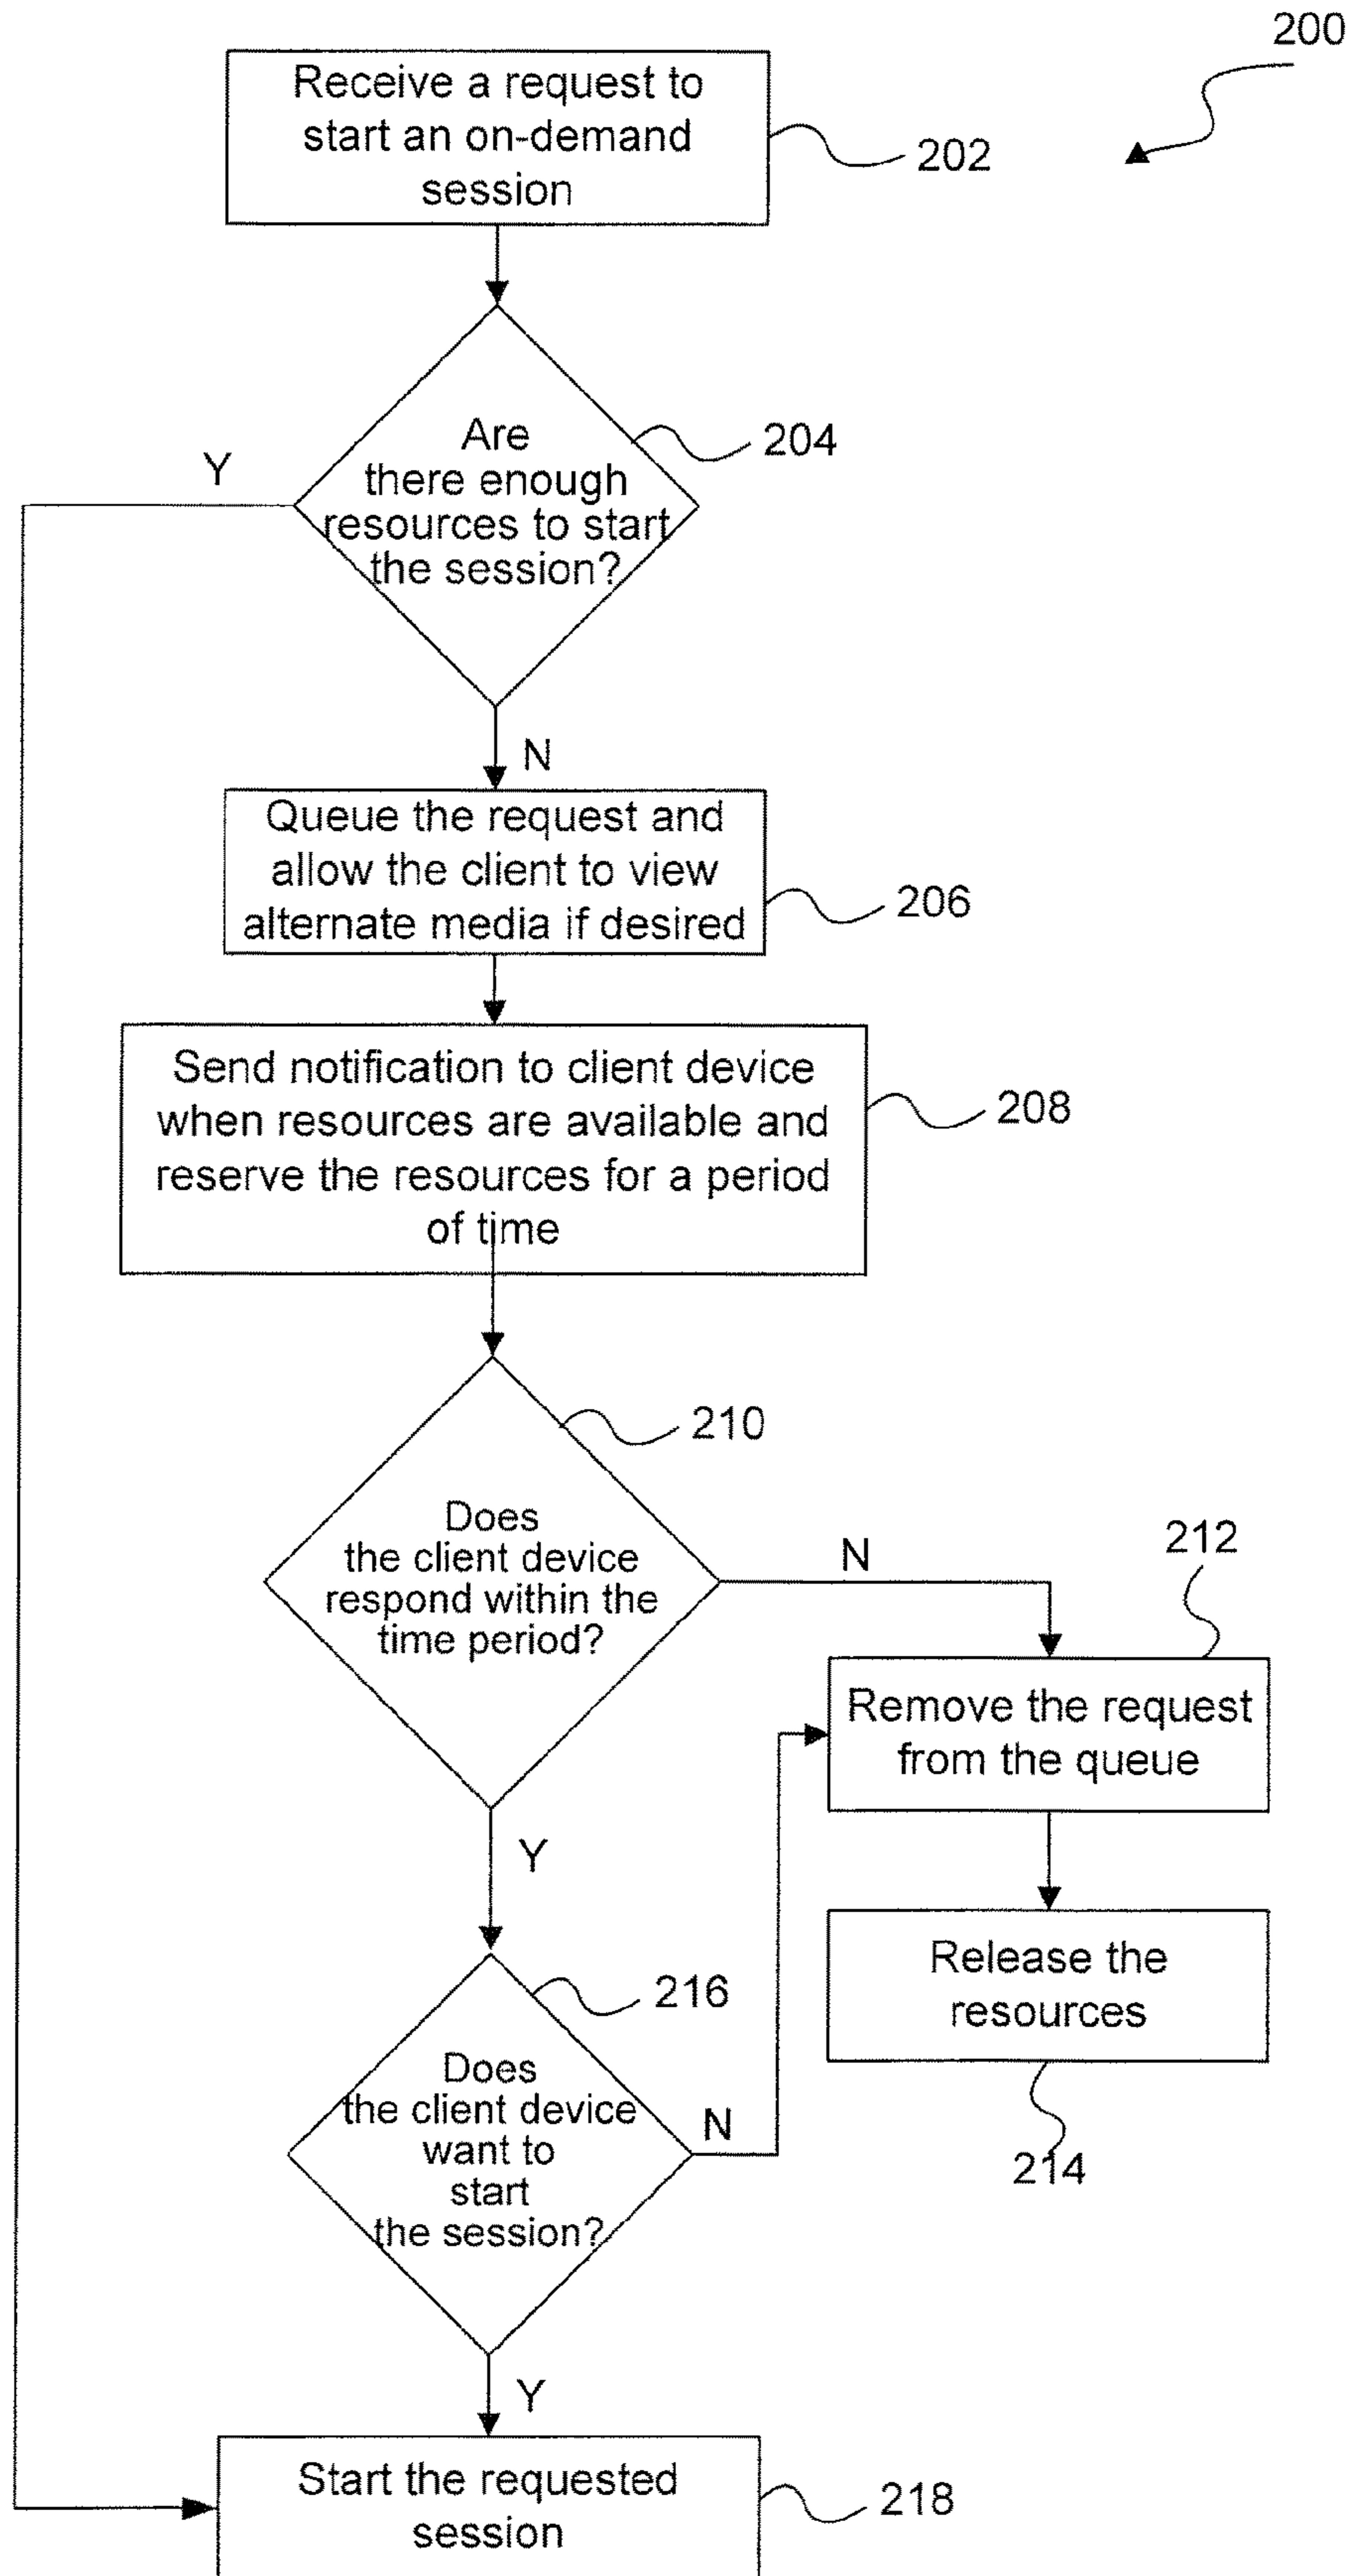 200
Receive a request to
start an on-demand
session
202
Are
there enough
resources to start
the session?
204
Y
N
Queue the request and
allow the client to view
alternate media if desired
206
Send notification to client device
when resources are available and
reserve the resources for a period
of time
208
210
Does
the client device
respond within the
time period?
N
212
Remove the request
from the queue
Y
Release the
resources
214
216
Does
the client device
want to
start
the session?
N
Y
Start the requested
session
218